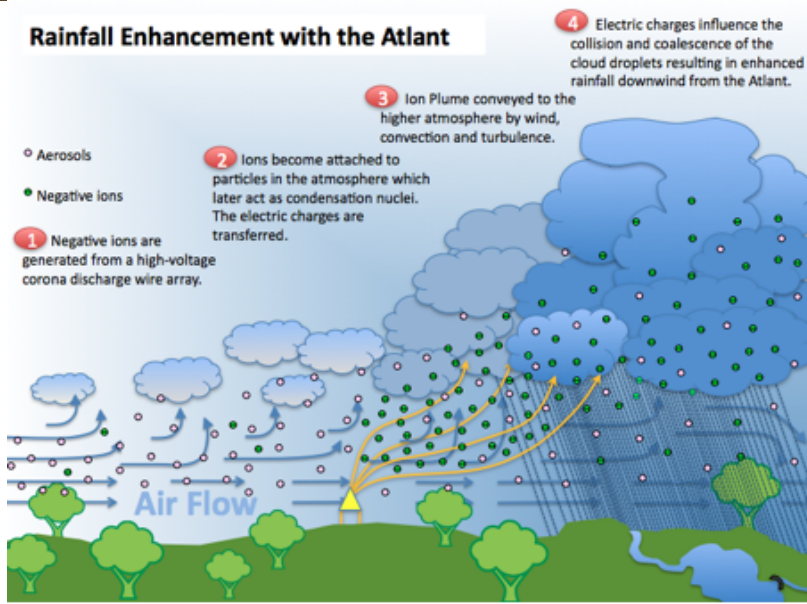 Rainfall Enhancement with the Atlant
4 Electric charges influence the
collision and coalescence of the
cloud droplets resulting in enhanced
rainfall downwind from the Atlant.
3 Ion Plume conveyed to the
higher atmosphere by wind,
convection and turbulence.
Aerosols
Negative ions
2 Ions become attached to
particles in the atmosphere which
later act as condensation nuclei.
The electric charges are
transferred.
1 Negative ions are
generated from a high-voltage
corona discharge wire array.
Air Flow